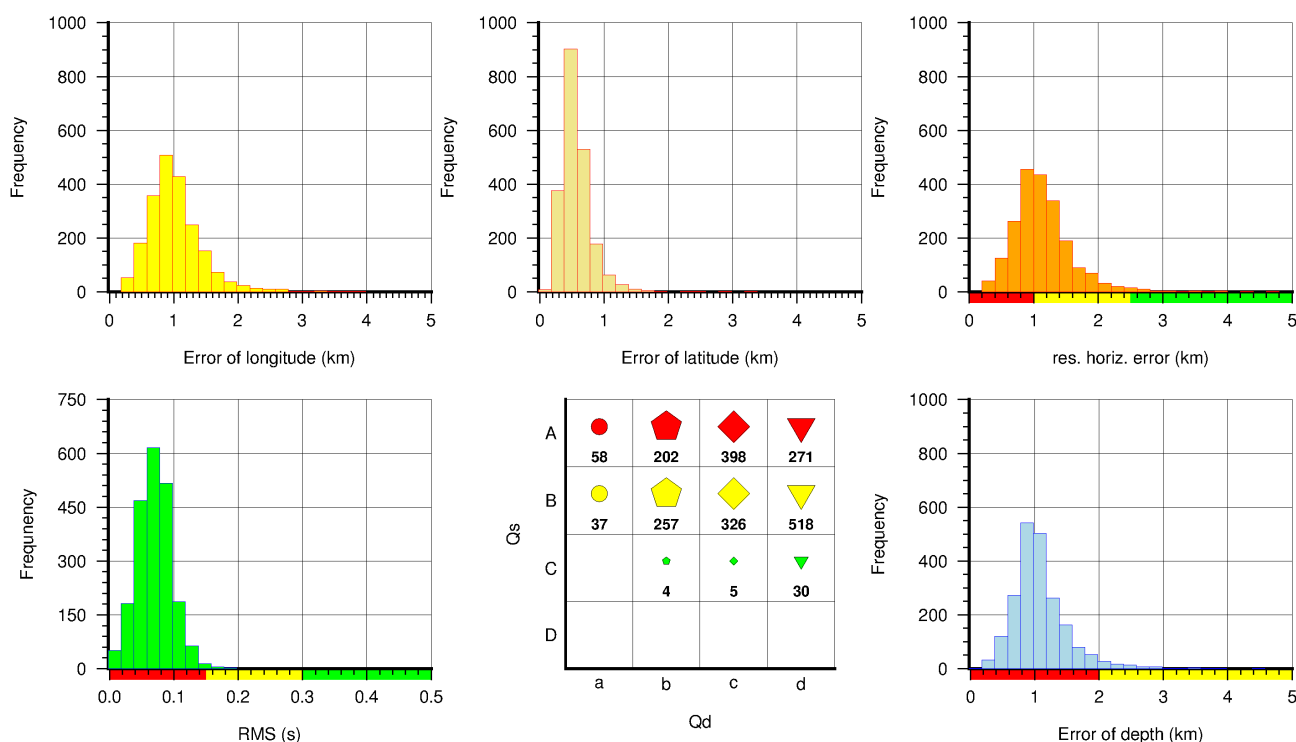 1000
800
600
400
200
0
Frequency
0 1 2 3 4 5
Error of longitude (km)
1000
800
600
400
200
0
Frequency
0 1 2 3 4 5
Error of latitude (km)
1000
800
600
400
200
0
Frequency
0 1 2 3 4 5
res. horiz. error (km)
750
600
450
300
150
0
Frequnency
0.0 0.1 0.2 0.3 0.4 0.5
RMS (s)
Qs
A
58 202 398 271
B
37 257 326 518
C
4 5 30
D
a b c d
Qd
1000
800
600
400
200
0
Frequency
0 1 2 3 4 5
Error of depth (km)